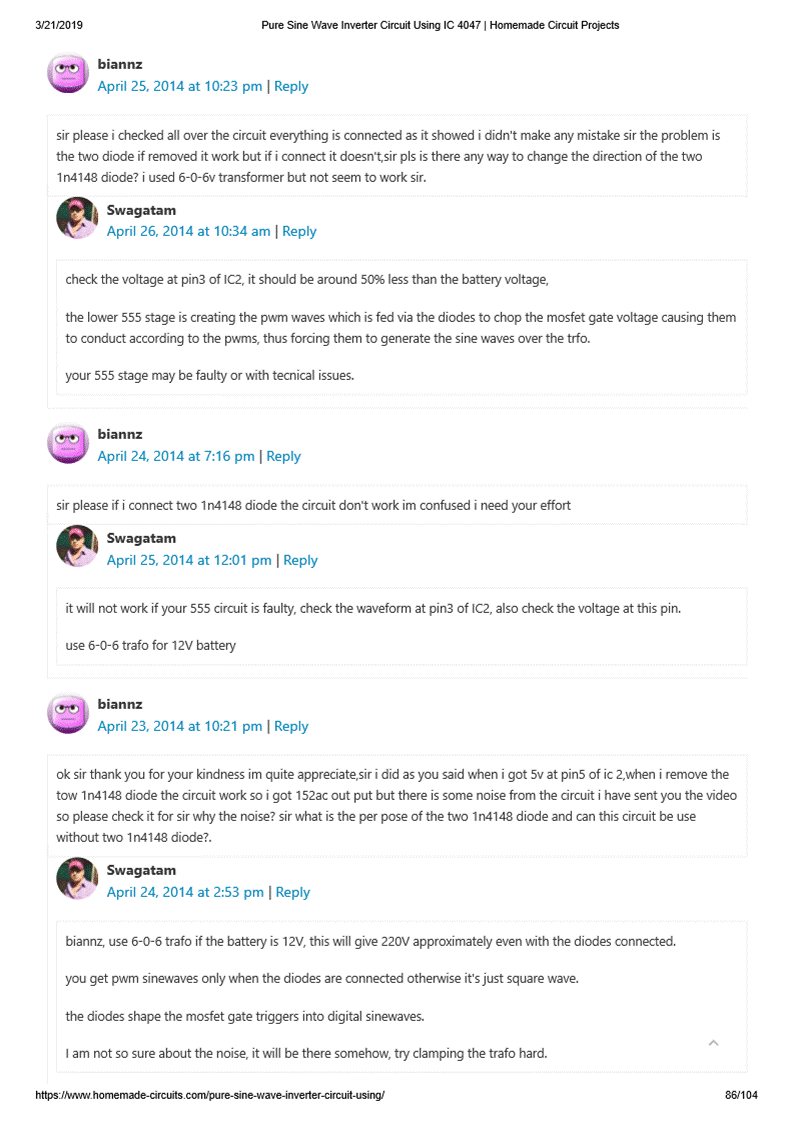 3/21/2019
Pure Sine Wave Inverter Circuit Using IC 4047 | Homemade Circuit Projects
biannz
April 25, 2014 at 10:23 pm | Reply
sir please i checked all over the circuit everything is connected as it showed i didn't make any mistake sir the problem is
the two diode if removed it work but if i connect it doesn't,sir pls is there any way to change the direction of the two
1n4148 diode? i used 6-0-6v transformer but not seem to work sir.
Swagatam
April 26, 2014 at 10:34 am | Reply
check the voltage at pin3 of IC2, it should be around 50% less than the battery voltage,
the lower 555 stage is creating the pwm waves which is fed via the diodes to chop the mosfet gate voltage causing them
to conduct according to the pwms, thus forcing them to generate the sine waves over the trfo.
your 555 stage may be faulty or with tecnical issues.
biannz
April 24, 2014 at 7:16 pm | Reply
sir please if i connect two 1n4148 diode the circuit don't work im confused i need your effort
Swagatam
April 25, 2014 at 12:01 pm | Reply
it will not work if your 555 circuit is faulty, check the waveform at pin3 of IC2, also check the voltage at this pin.
use 6-0-6 trafo for 12V battery
biannz
April 23, 2014 at 10:21 pm | Reply
ok sir thank you for your kindness im quite appreciate,sir i did as you said when i got 5v at pin5 of ic 2,when i remove the
tow 1n4148 diode the circuit work so i got 152ac out put but there is some noise from the circuit i have sent you the video
so please check it for sir why the noise? sir what is the per pose of the two 1n4148 diode and can this circuit be use
without two 1n4148 diode?.
Swagatam
April 24, 2014 at 2:53 pm | Reply
biannz, use 6-0-6 trafo if the battery is 12V, this will give 220V approximately even with the diodes connected.
you get pwm sinewaves only when the diodes are connected otherwise it's just square wave.
the diodes shape the mosfet gate triggers into digital sinewaves.
I am not so sure about the noise, it will be there somehow, try clamping the trafo hard.
https://www.homemade-circuits.com/pure-sine-wave-inverter-circuit-using/
86/104